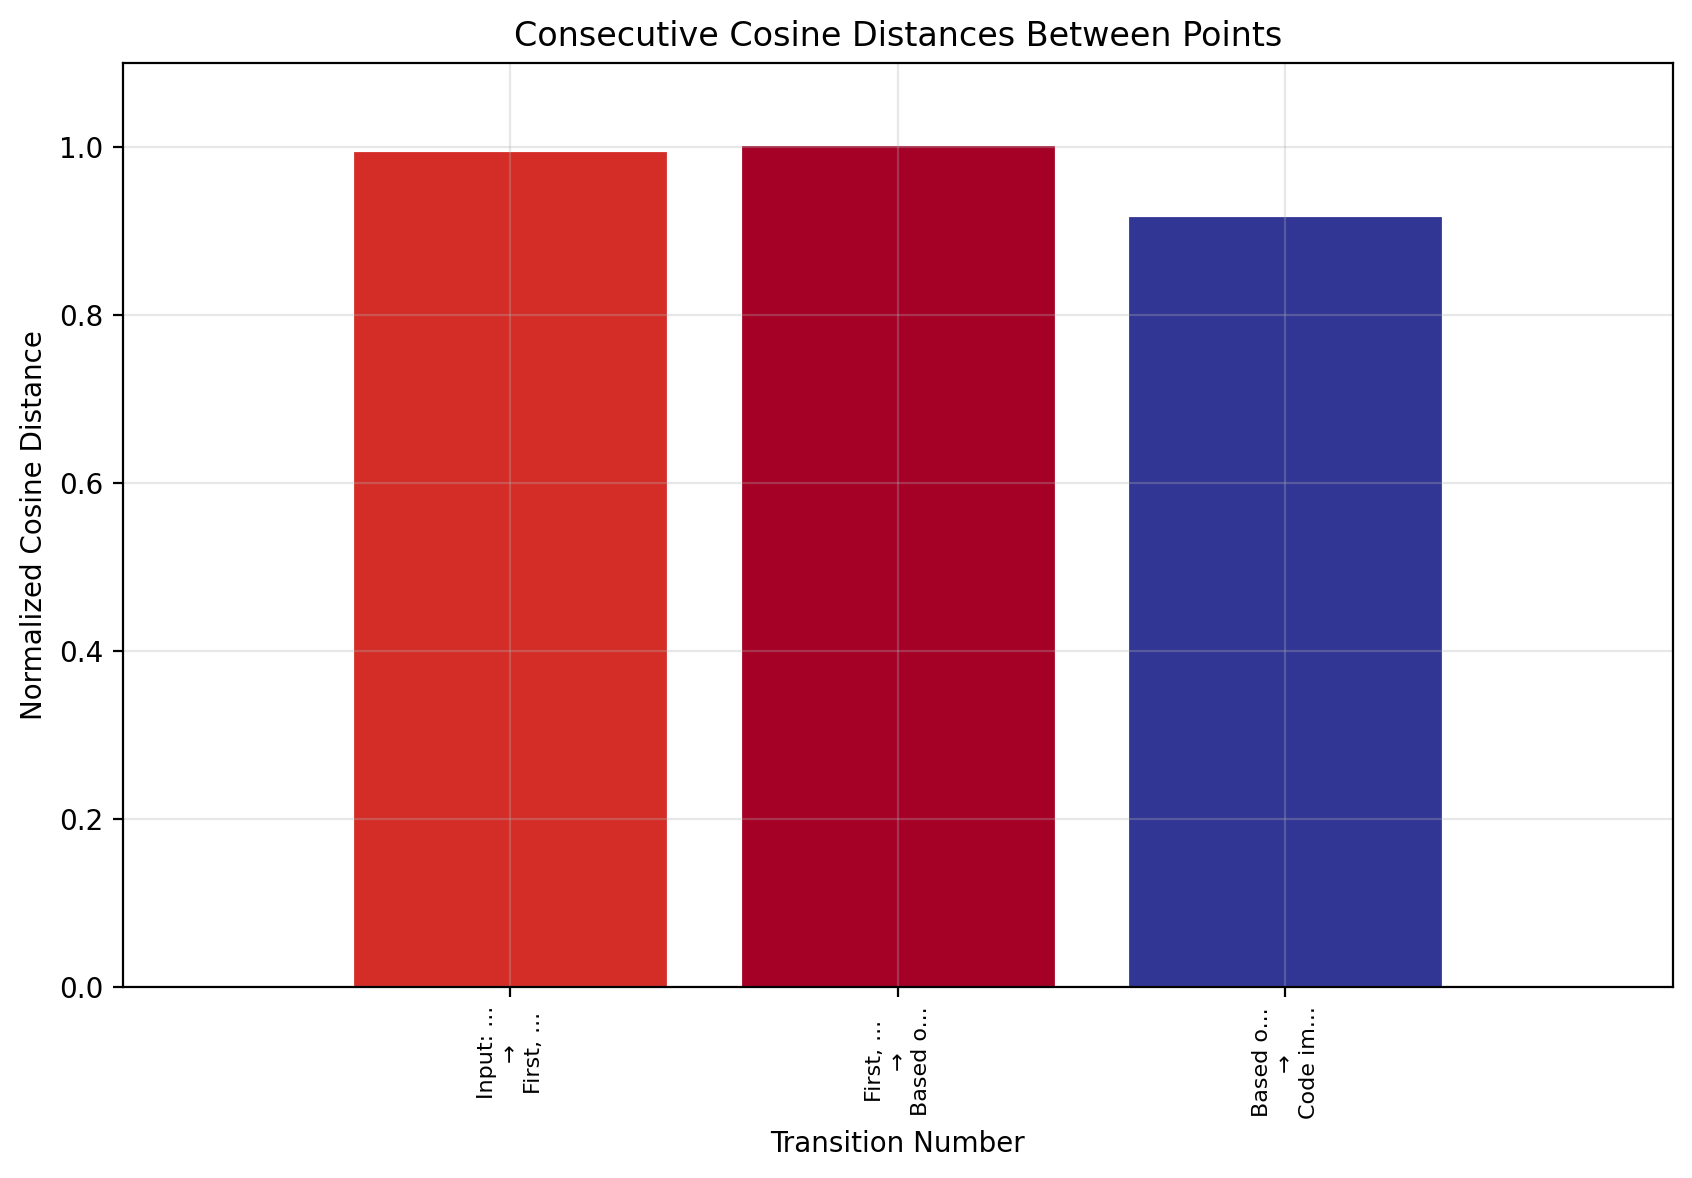 Consecutive Cosine Distances Between Points
Normalized Cosine Distance
1.0
0.8
0.6
0.4
0.2
0.0
Input: ...
→
First, ...
First, ...
→
Based o...
Based o...
→
Code im...
Transition Number